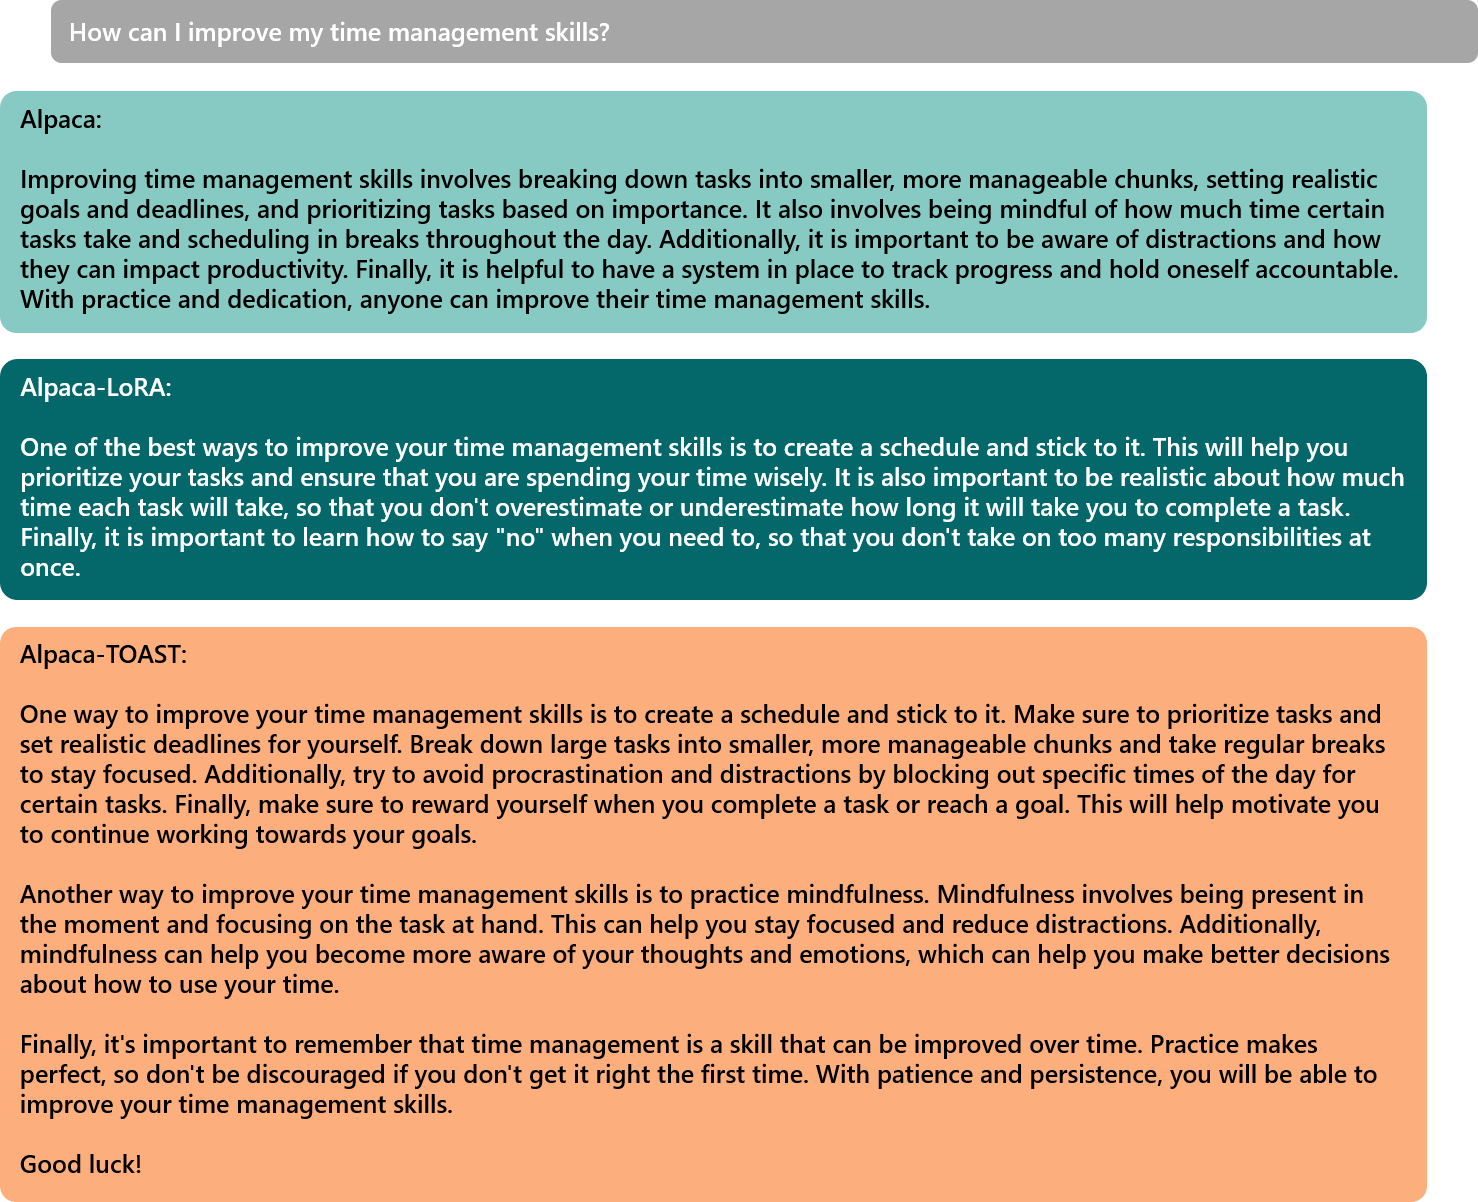 How can I improve my time management skills?
Alpaca:
Improving time management skills involves breaking down tasks into smaller, more manageable chunks, setting realistic
goals and deadlines, and prioritizing tasks based on importance. It also involves being mindful of how much time certain
tasks take and scheduling in breaks throughout the day. Additionally, it is important to be aware of distractions and how
they can impact productivity. Finally, it is helpful to have a system in place to track progress and hold oneself accountable.
With practice and dedication, anyone can improve their time management skills.
Alpaca-LoRA:
One of the best ways to improve your time management skills is to create a schedule and stick to it. This will help you
prioritize your tasks and ensure that you are spending your time wisely. It is also important to be realistic about how much
time each task will take, so that you don't overestimate or underestimate how long it will take you to complete a task.
Finally, it is important to learn how to say "no" when you need to, so that you don't take on too many responsibilities at
once.
Alpaca-TOAST:
One way to improve your time management skills is to create a schedule and stick to it. Make sure to prioritize tasks and
set realistic deadlines for yourself. Break down large tasks into smaller, more manageable chunks and take regular breaks
to stay focused. Additionally, try to avoid procrastination and distractions by blocking out specific times of the day for
certain tasks. Finally, make sure to reward yourself when you complete a task or reach a goal. This will help motivate you
to continue working towards your goals.
Another way to improve your time management skills is to practice mindfulness. Mindfulness involves being present in
the moment and focusing on the task at hand. This can help you stay focused and reduce distractions. Additionally,
mindfulness can help you become more aware of your thoughts and emotions, which can help you make better decisions
about how to use your time.
Finally, it's important to remember that time management is a skill that can be improved over time. Practice makes
perfect, so don't be discouraged if you don't get it right the first time. With patience and persistence, you will be able to
improve your time management skills.
Good luck!